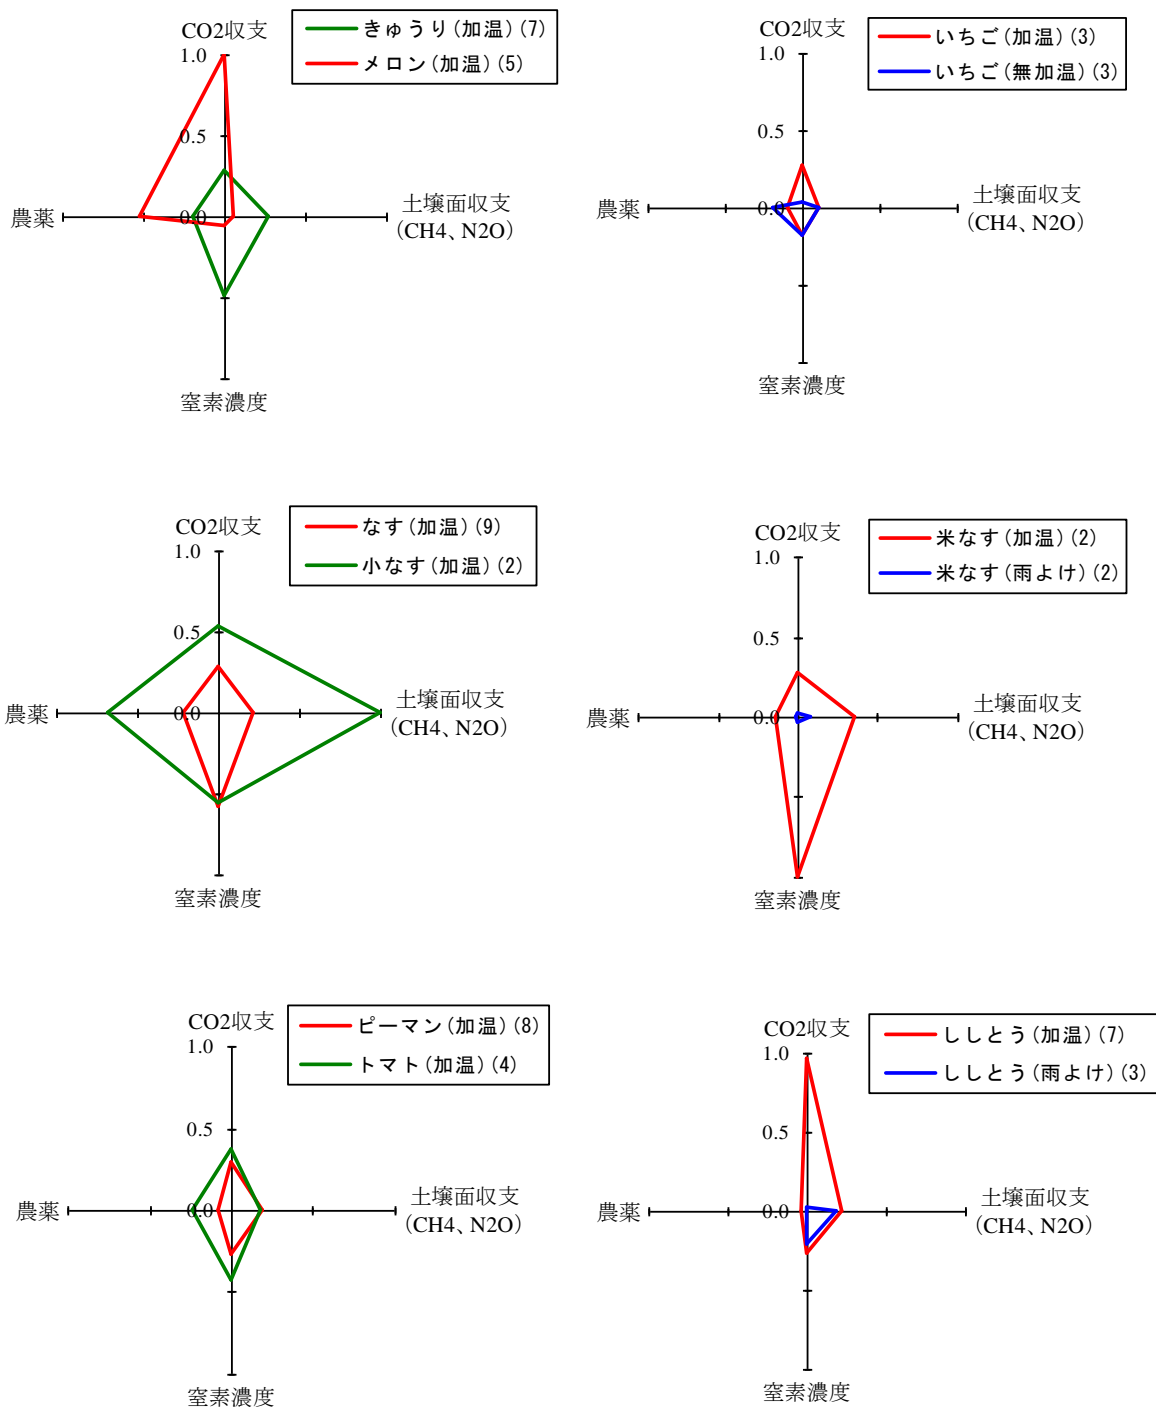 CO2収支
きゅうり(加温)(7)
メロン(加温)(5)
1.0
0.5
0.0
農薬
土壌面収支
(CH4、N2O)
窒素濃度
CO2収支
いちご(加温)(3)
いちご(無加温)(3)
1.0
0.5
0.0
農薬
土壌面収支
(CH4、N2O)
窒素濃度
CO2収支
なす(加温)(9)
小なす(加温)(2)
1.0
0.5
0.0
農薬
土壌面収支
(CH4、N2O)
窒素濃度
CO2収支
米なす(加温)(2)
米なす(雨よけ)(2)
1.0
0.5
0.0
農薬
土壌面収支
(CH4、N2O)
窒素濃度
CO2収支
ピーマン(加温)(8)
トマト(加温)(4)
1.0
0.5
0.0
農薬
土壌面収支
(CH4、N2O)
窒素濃度
CO2収支
ししとう(加温)(7)
ししとう(雨よけ)(3)
1.0
0.5
0.0
農薬
土壌面収支
(CH4、N2O)
窒素濃度